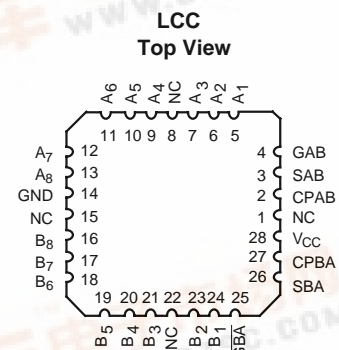 LCC
Top View
A6 A5 A4 NC A3 A2 A1
11 10 9 8 7 6 5
A7 12
A8 13
GND 14
NC 15
B8 16
B7 17
B6 18
4 GAB
3 SAB
2 CPAB
1 NC
28 VCC
27 CPBA
26 SBA
19 20 21 22 23 24 25
B5 B4 B3 NC B2 B1 GBA